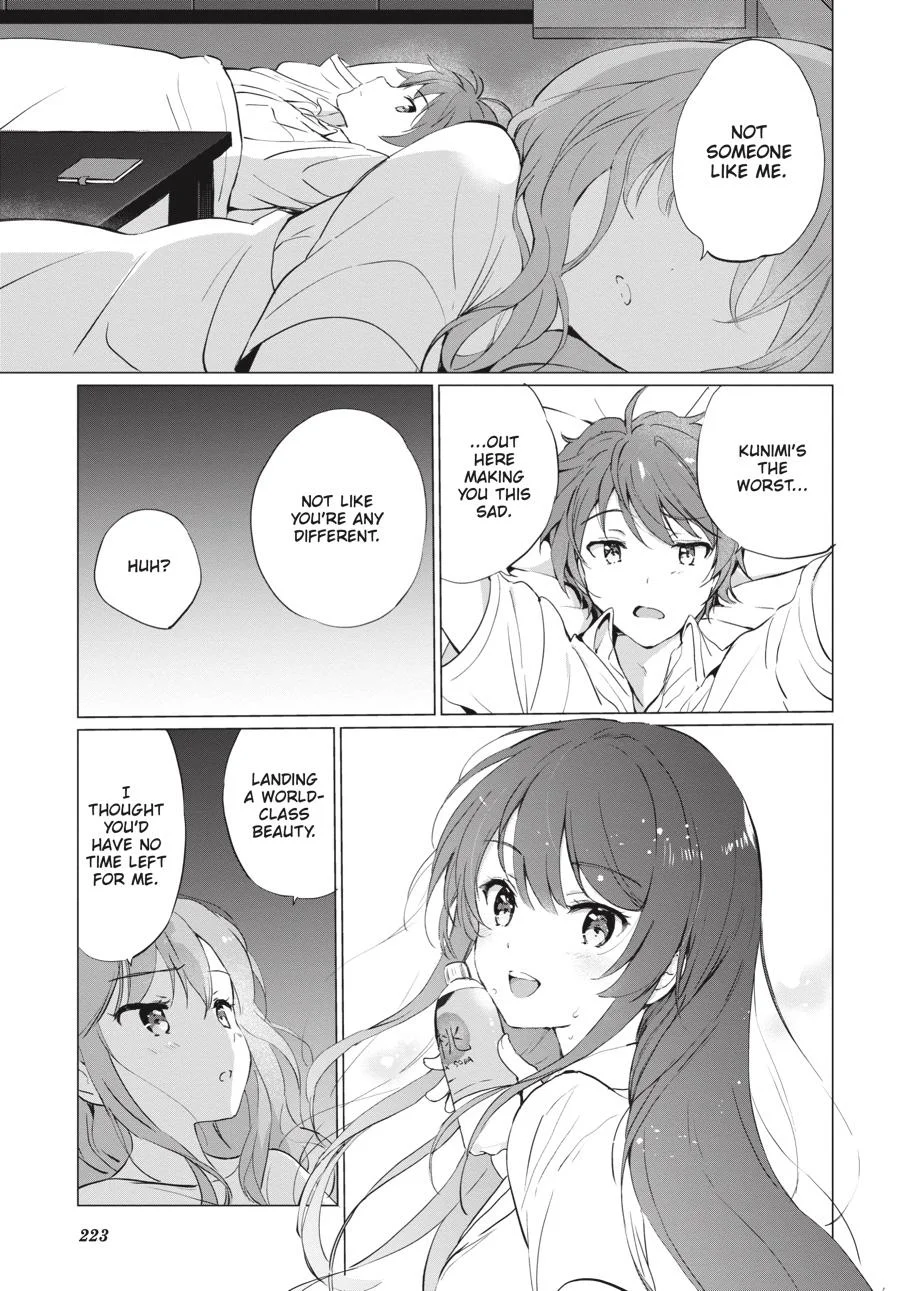 NOT
SOMEONE
LIKE ME.
KUNIMI'S
THE
WORST...
...OUT
HERE
MAKING
YOU THIS
SAD.
NOT LIKE
YOU'RE ANY
DIFFERENT.
HUH?
LANDING
A WORLD-
CLASS
BEAUTY.
I
THOUGHT
YOU'D
HAVE NO
TIME LEFT
FOR ME.
223